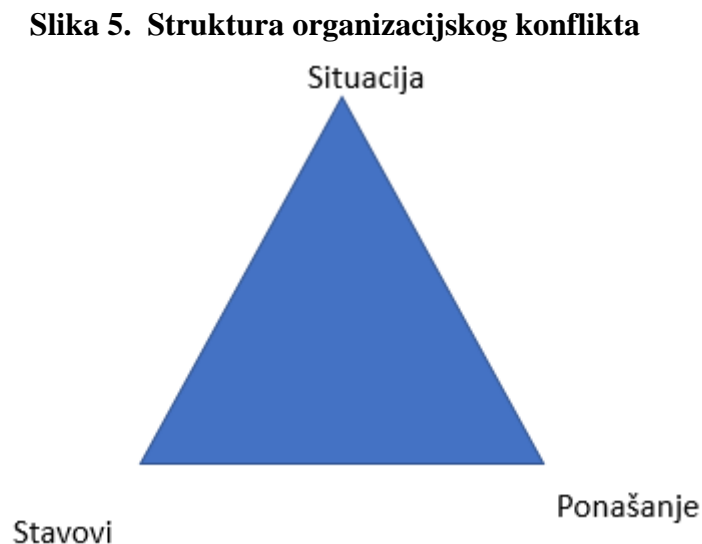 Slika 5. Struktura organizacijskog konflikta
Situacija
Ponašanje
Stavovi